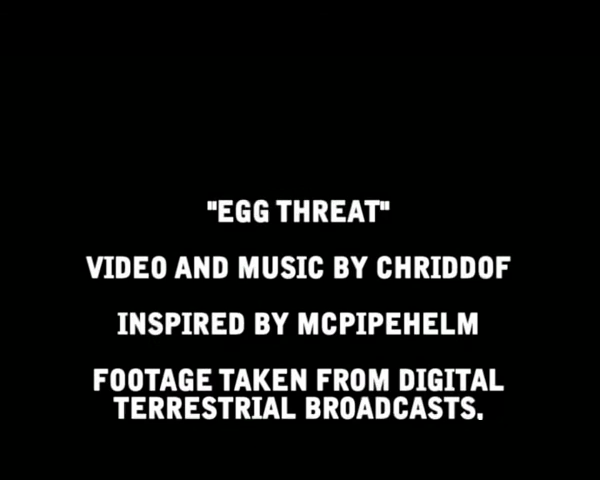 "EGG THREAT"
VIDEO AND MUSIC BY CHRIDDOF
INSPIRED BY MCPIPEHELM
FOOTAGE TAKEN FROM DIGITAL
TERRESTRIAL BROADCASTS.